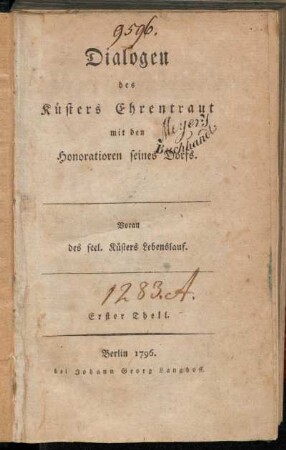 9596.
Dialogen
des
Küsters Ehrentraut
mit den
Meyers
Buchhandl.
Honoratioren seines Dorfs.
Voran
des seel. Küsters Lebenslauf.
1283.A.
Erster Theil.
Berlin 1796.
bei Johann Georg Langhoff.